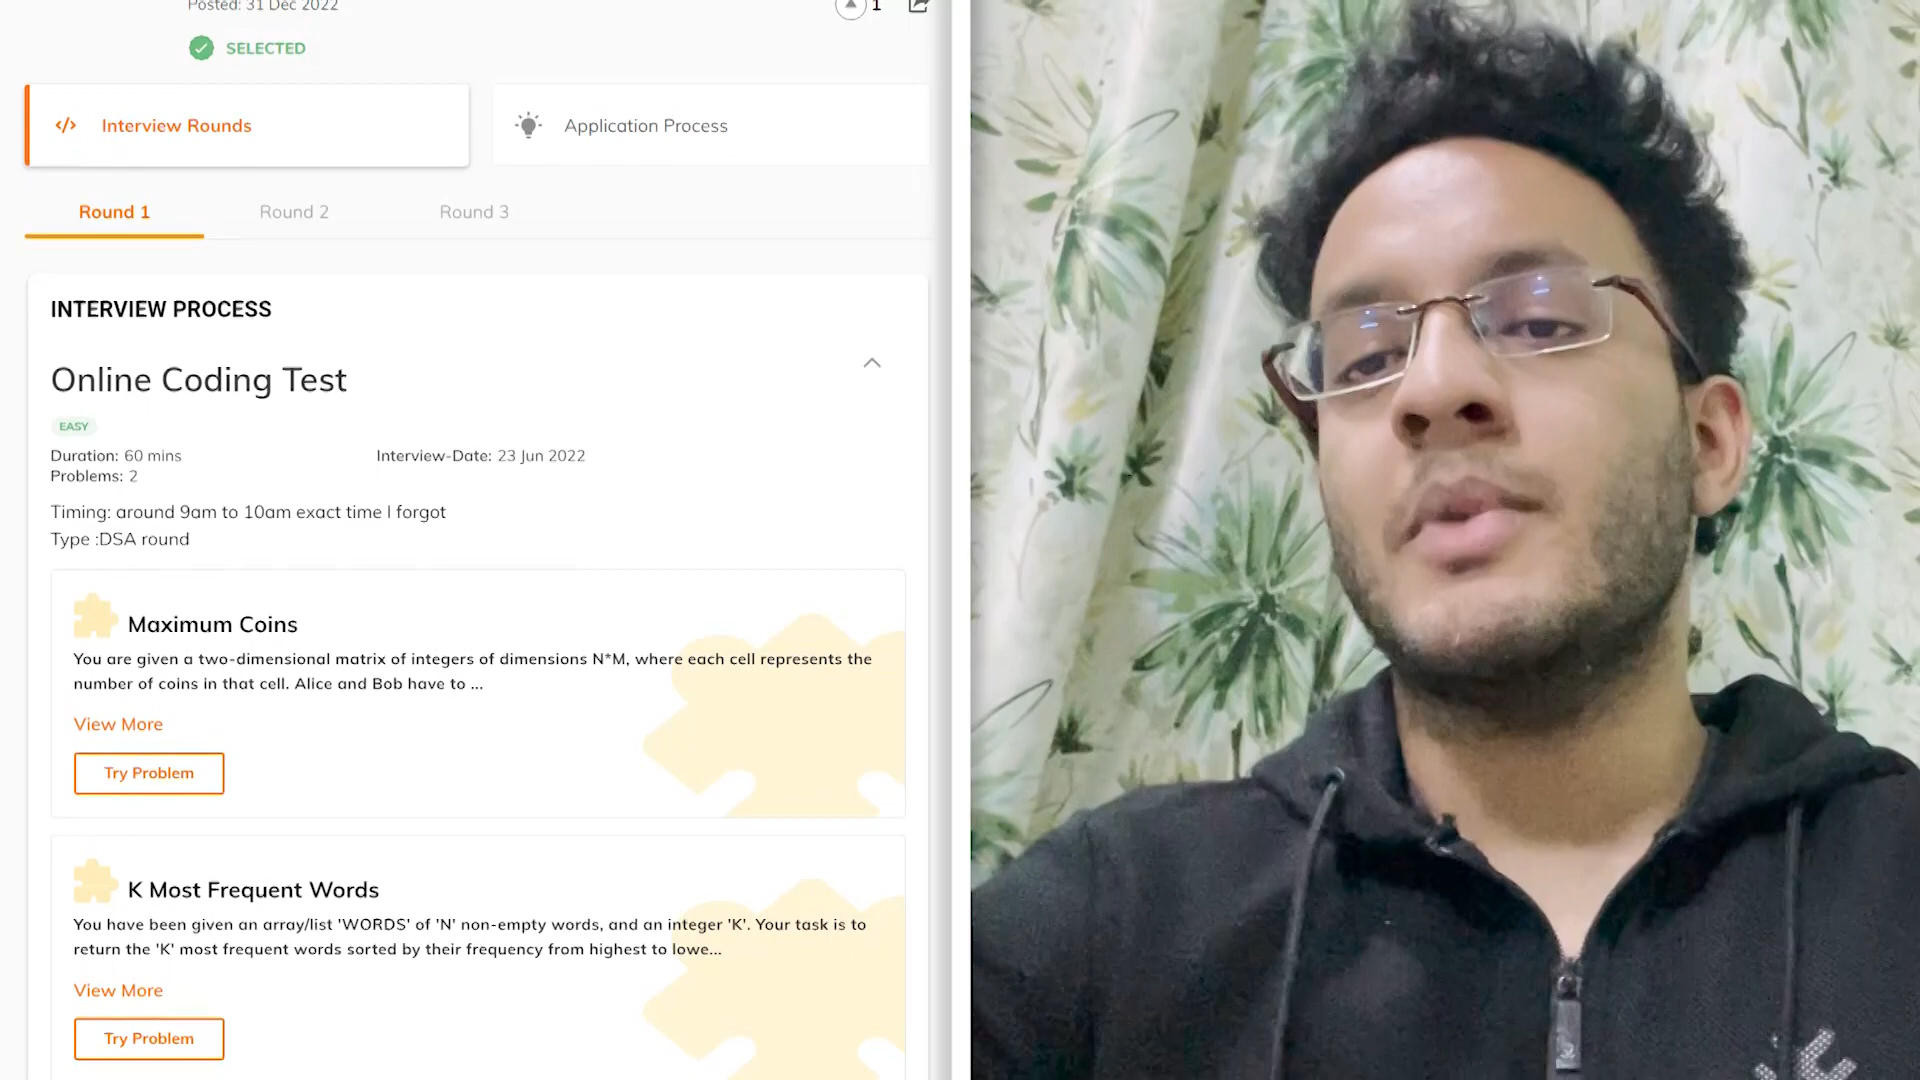 Posted: 31 Dec 2022
1
SELECTED
</> Interview Rounds
Application Process
Round 1
Round 2
Round 3
INTERVIEW PROCESS
Online Coding Test
EASY
Duration: 60 mins
Interview-Date: 23 Jun 2022
Problems: 2
Timing: around 9am to 10am exact time I forgot
Type :DSA round
Maximum Coins
You are given a two-dimensional matrix of integers of dimensions N*M, where each cell represents the
number of coins in that cell. Alice and Bob have to ...
View More
Try Problem
K Most Frequent Words
You have been given an array/list 'WORDS' of 'N' non-empty words, and an integer 'K'. Your task is to
return the 'K' most frequent words sorted by their frequency from highest to lowe...
View More
Try Problem